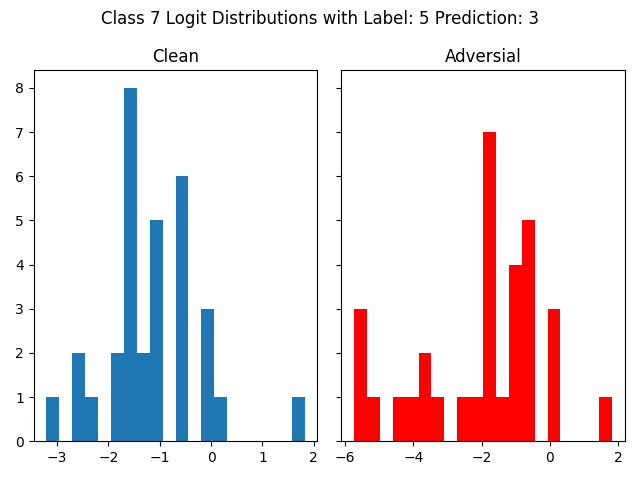 Class 7 Logit Distributions with Label: 5 Prediction: 3
Clean
Adversial
8
7
6
5
4
3
2
1
0
−3 −2 −1 0 1 2
−6 −4 −2 0 2